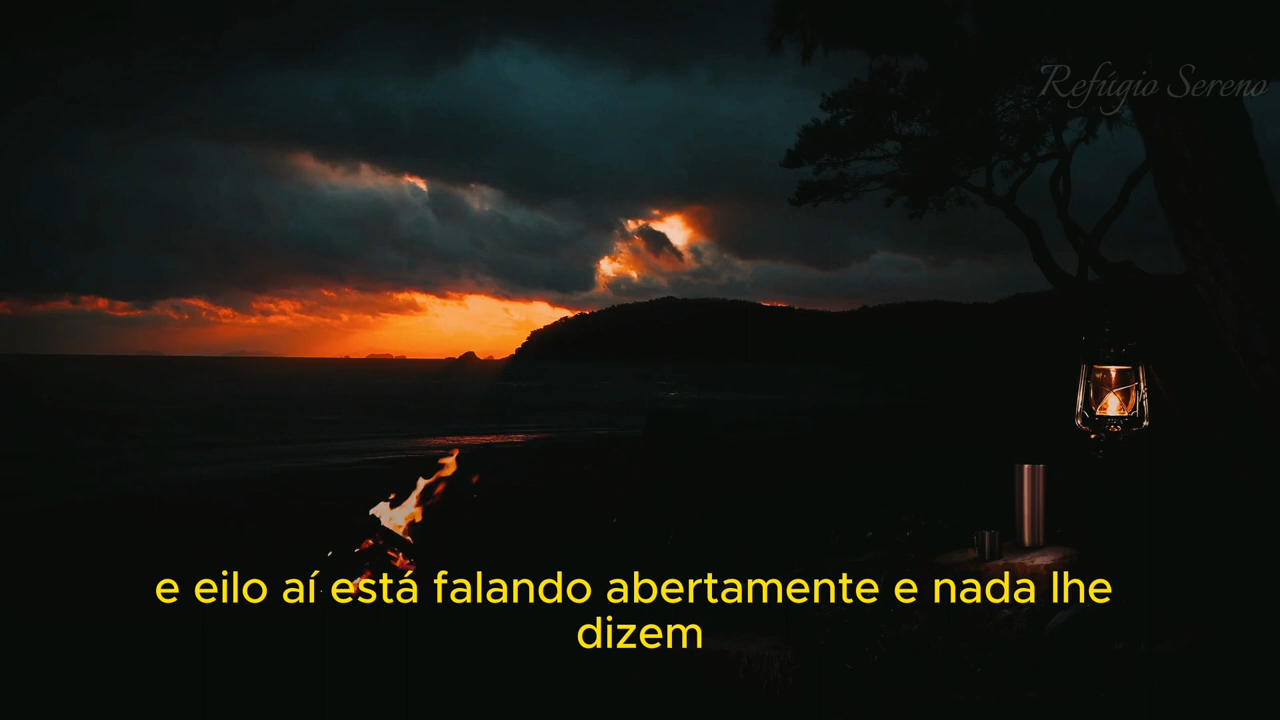 Refúgio Sereno
e eilo aí está falando abertamente e nada lhe
dizem